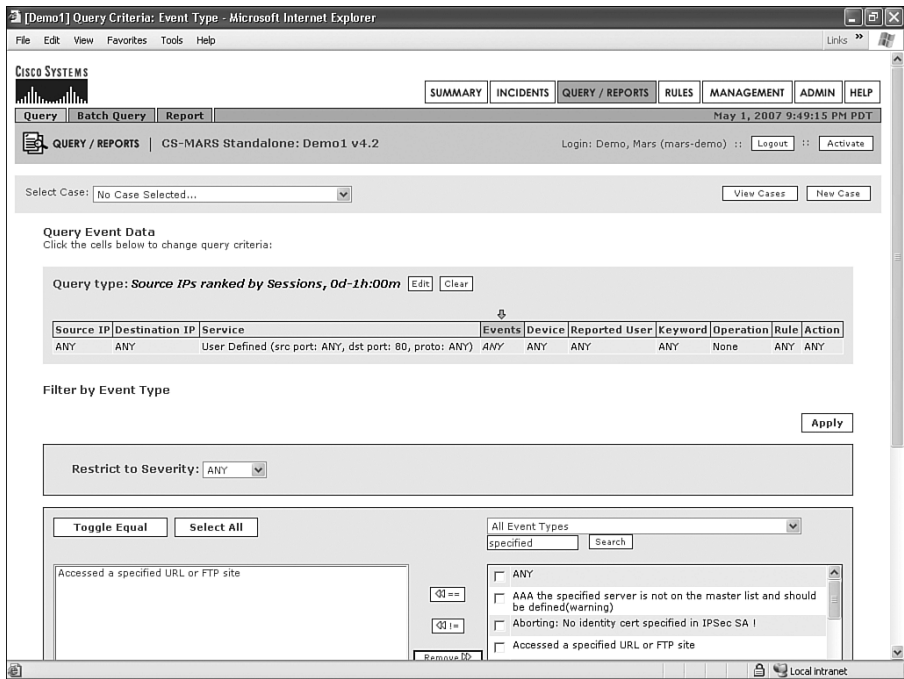 [Demo1] Query Criteria: Event Type - Microsoft Internet Explorer
File Edit View Favorites Tools Help Links »
CISCO SYSTEMS
SUMMARY INCIDENTS QUERY / REPORTS RULES MANAGEMENT ADMIN HELP
Query Batch Query Report May 1, 2007 9:49:15 PM PDT
QUERY / REPORTS | CS-MARS Standalone: Demo1 v4.2 Login: Demo, Mars (mars-demo) :: Logout :: Activate
Select Case: No Case Selected... View Cases New Case
Query Event Data
Click the cells below to change query criteria:
Query type: Source IPs ranked by Sessions, 0d-1h:00m Edit Clear
Source IP Destination IP Service Events Device Reported User Keyword Operation Rule Action
ANY ANY User Defined (src port: ANY, dst port: 80, proto: ANY) ANY ANY ANY ANY None ANY ANY
Filter by Event Type
Apply
Restrict to Severity: ANY
Toggle Equal Select All All Event Types
specified Search
Accessed a specified URL or FTP site
ANY
==
AAA the specified server is not on the master list and should be defined(warning)
!=
Aborting: No identity cert specified in IPSec SA !
Accessed a specified URL or FTP site
Remove
Local intranet